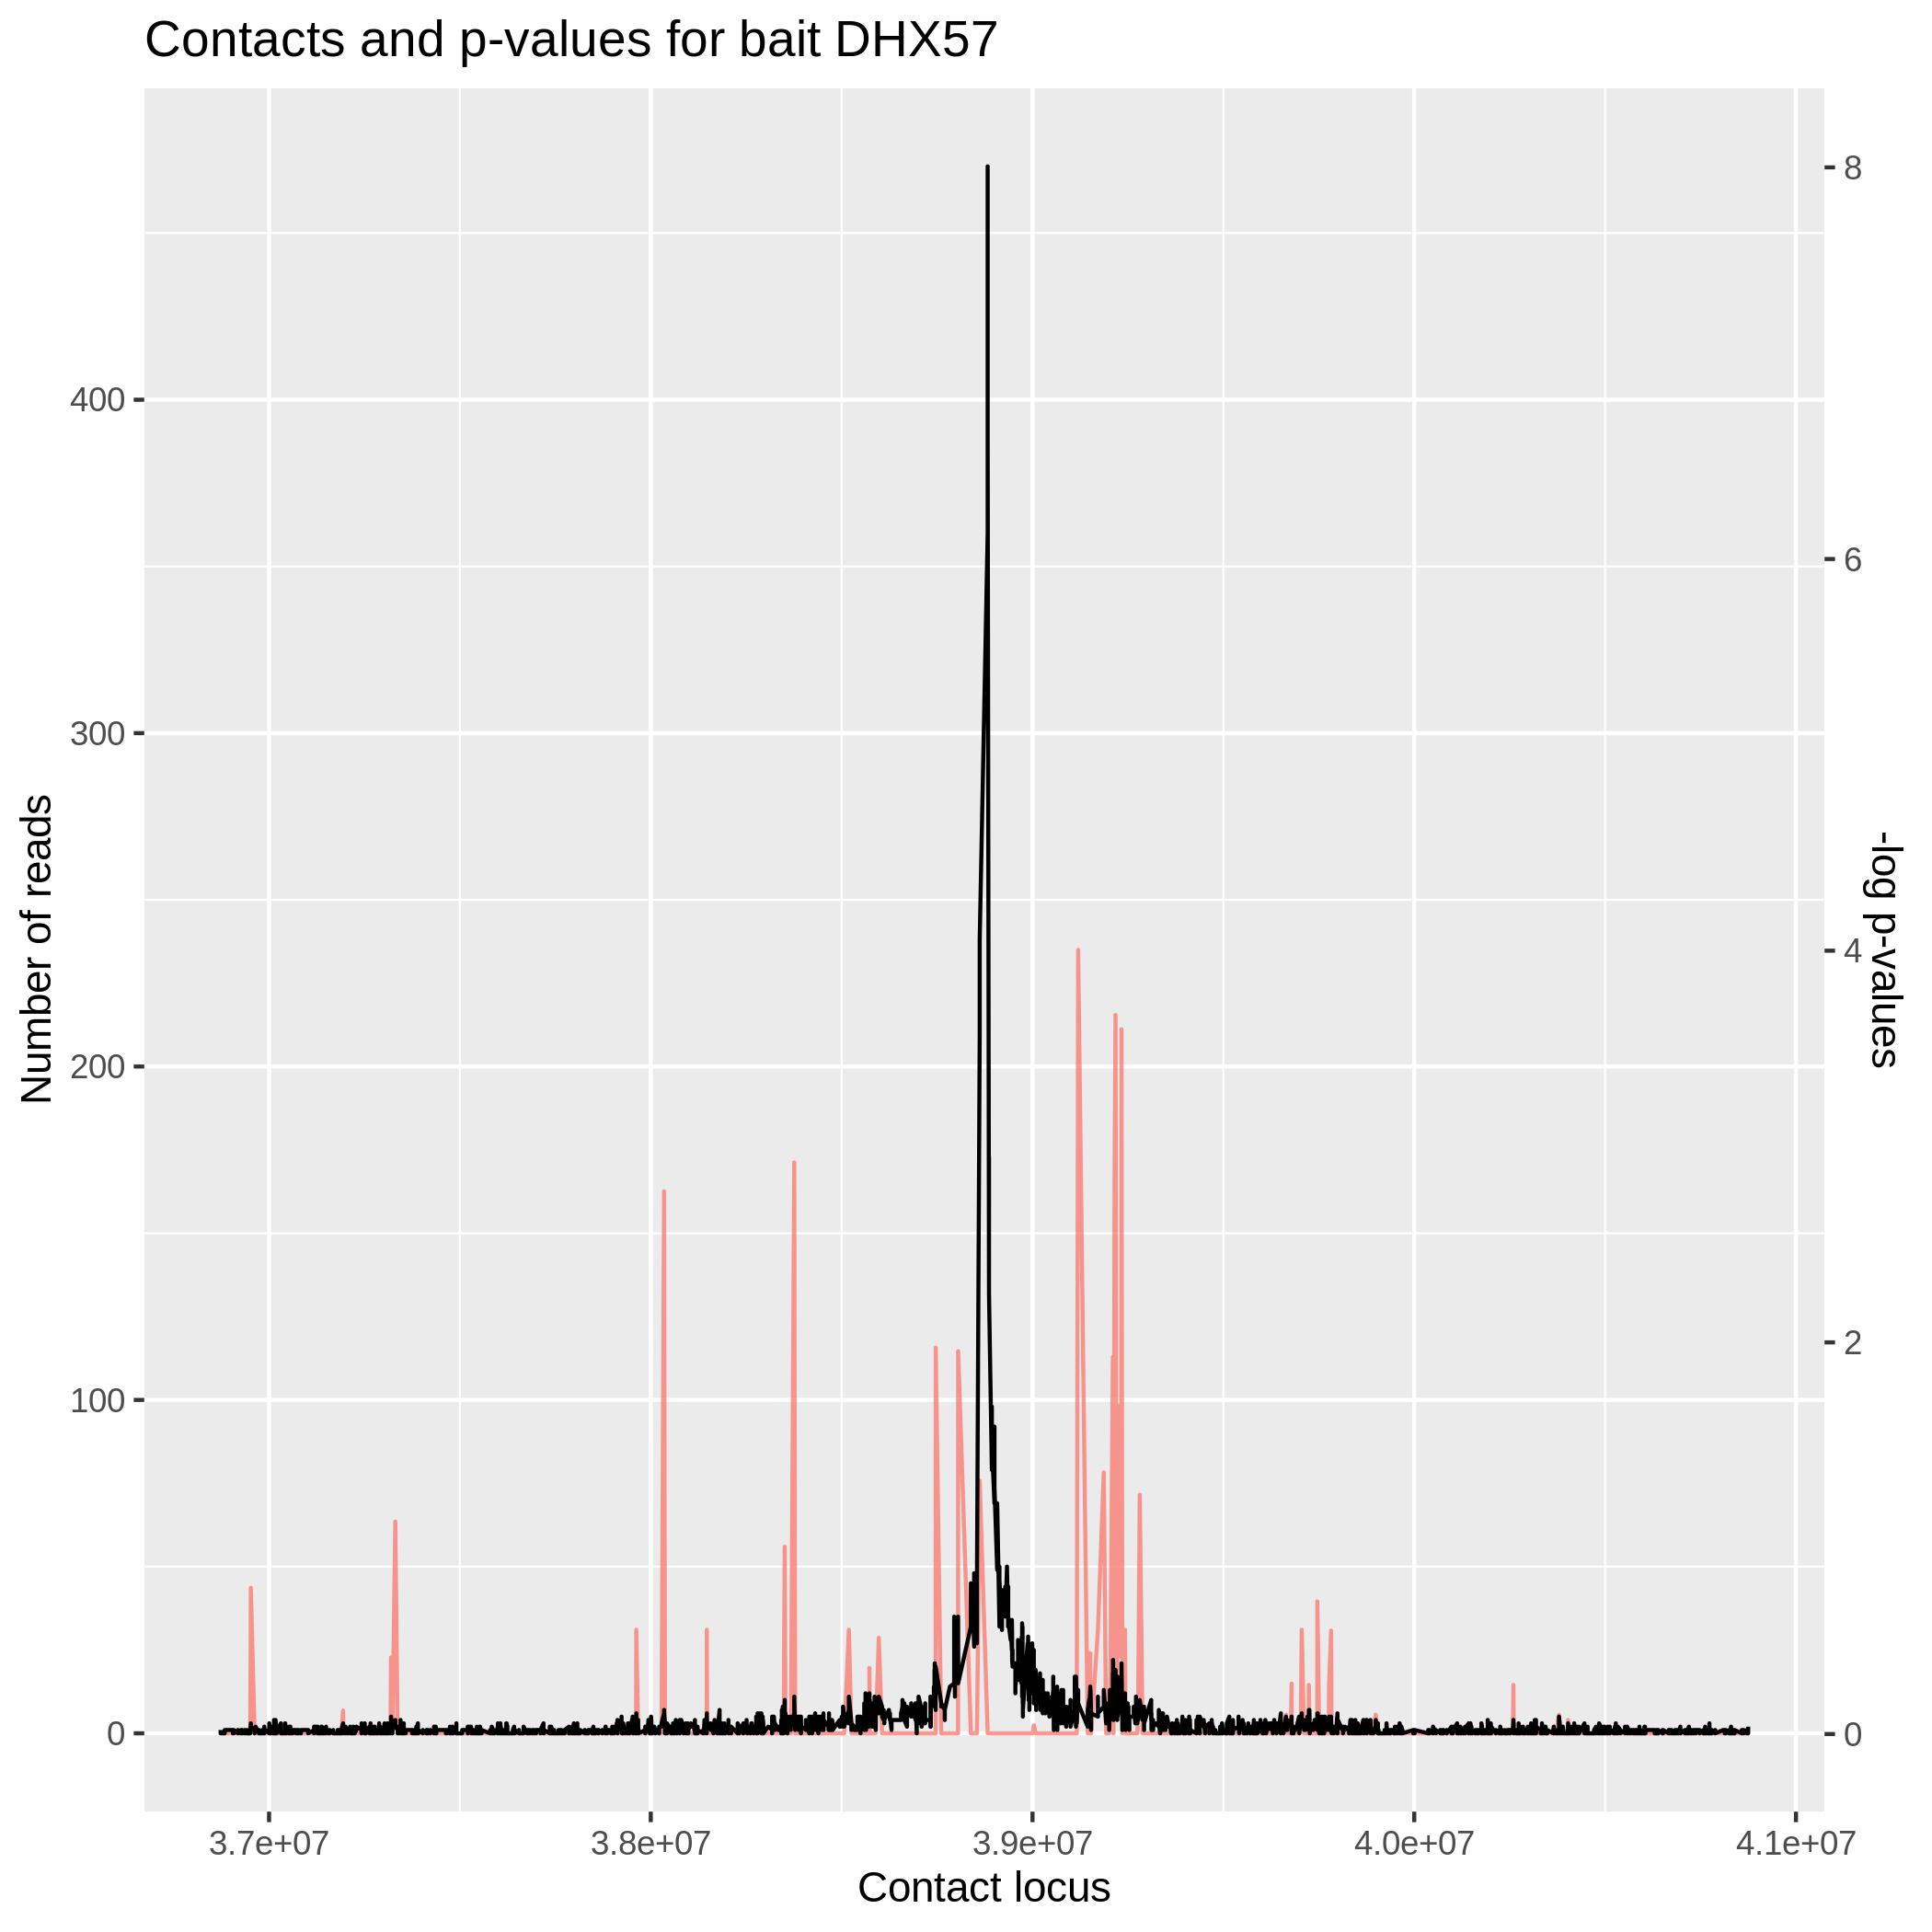 Contacts and p-values for bait DHX57
Number of reads
400
300
200
100
0
8
6
4
2
0
-log p-values
3.7e+07
3.8e+07
3.9e+07
4.0e+07
4.1e+07
Contact locus